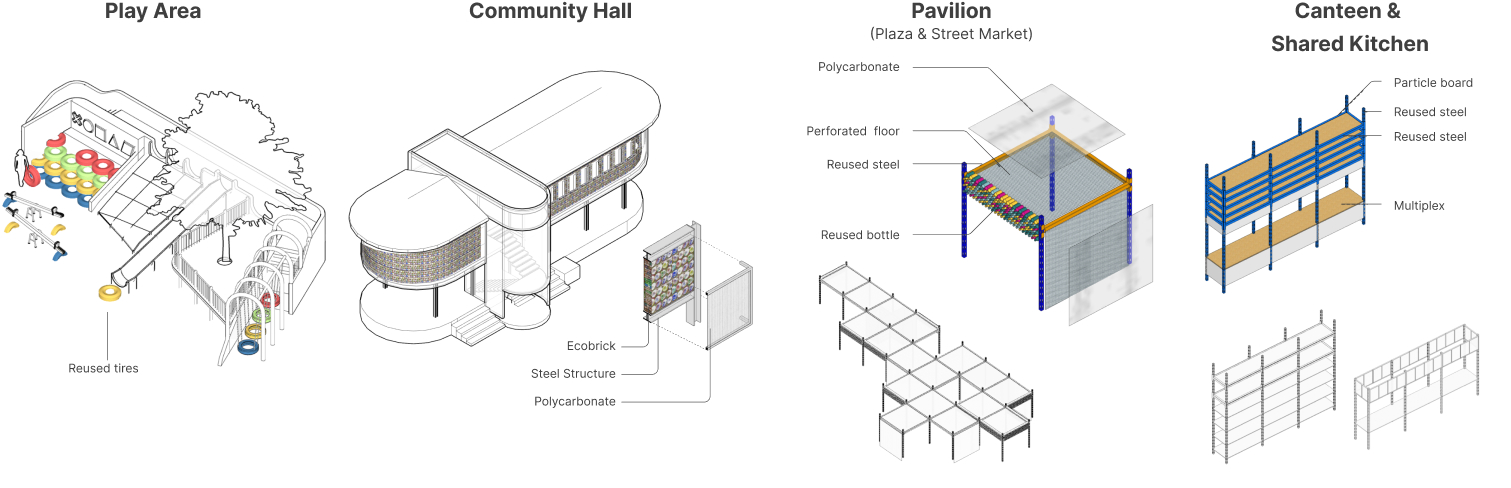 Play Area
Reused tires
Community Hall
Ecobrick
Steel Structure
Polycarbonate
Pavilion
(Plaza & Street Market)
Polycarbonate
Perforated floor
Reused steel
Reused bottle
Canteen &
Shared Kitchen
Particle board
Reused steel
Reused steel
Multiplex